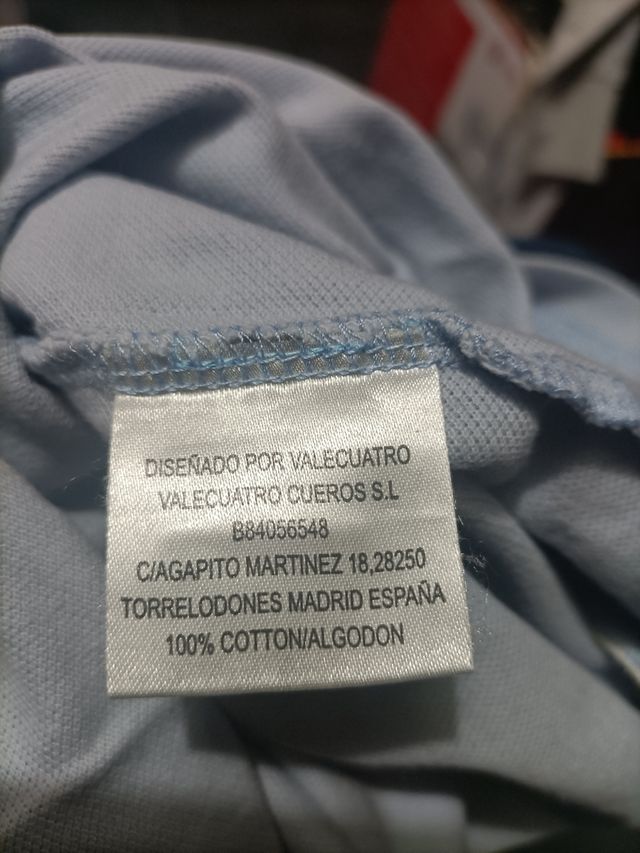 DISEÑADO POR VALECUATRO
VALECUATRO CUEROS S.L
B84056548
C/AGAPITO MARTINEZ 18,28250
TORRELODONES MADRID ESPAÑA
100% COTTON/ALGODON